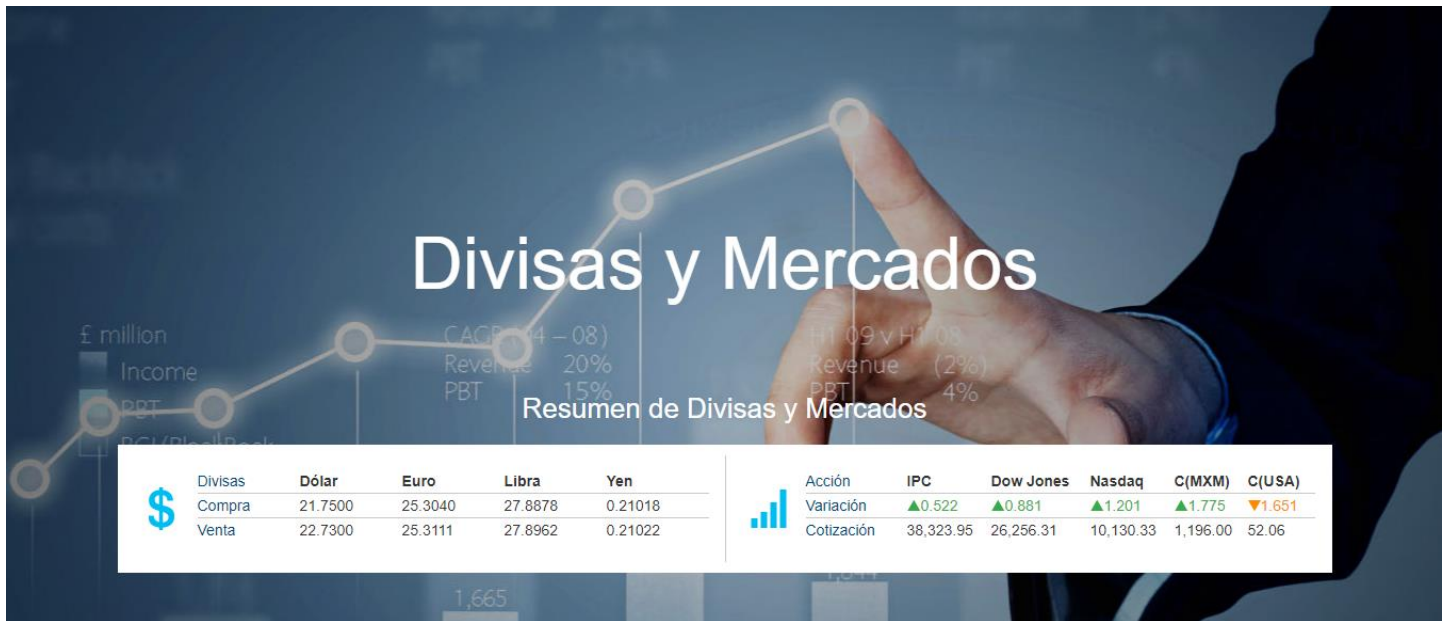 Divisas y Mercados
£ million
Income
PBT
CAGR (04 – 08)
Revenue 20%
PBT 15%
H1 09 v H1 08
Revenue (2%)
PBT 4%
Resumen de Divisas y Mercados
$
Divisas Dólar Euro Libra Yen
Compra 21.7500 25.3040 27.8878 0.21018
Venta 22.7300 25.3111 27.8962 0.21022
Acción IPC Dow Jones Nasdaq C(MXM) C(USA)
Variación ▲0.522 ▲0.881 ▲1.201 ▲1.775 ▼1.651
Cotización 38,323.95 26,256.31 10,130.33 1,196.00 52.06
1,665